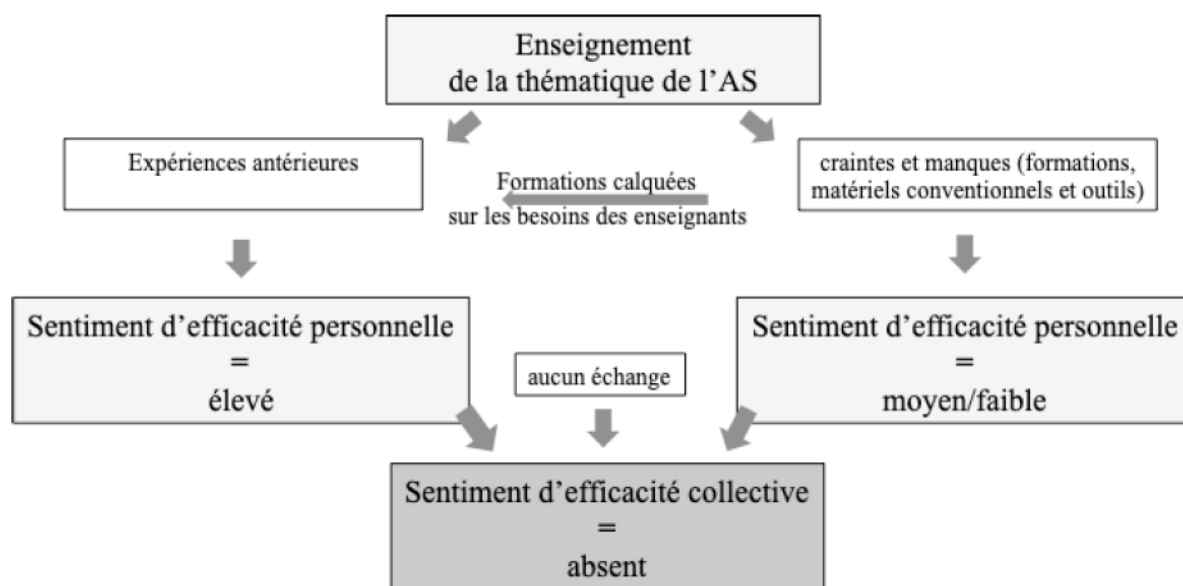 Enseignement
de la thématique de l’AS
Expériences antérieures
Formations calquées
sur les besoins des enseignants
craintes et manques (formations,
matériels conventionnels et outils)
Sentiment d’efficacité personnelle
=
élevé
aucun échange
Sentiment d’efficacité personnelle
=
moyen/faible
Sentiment d’efficacité collective
=
absent